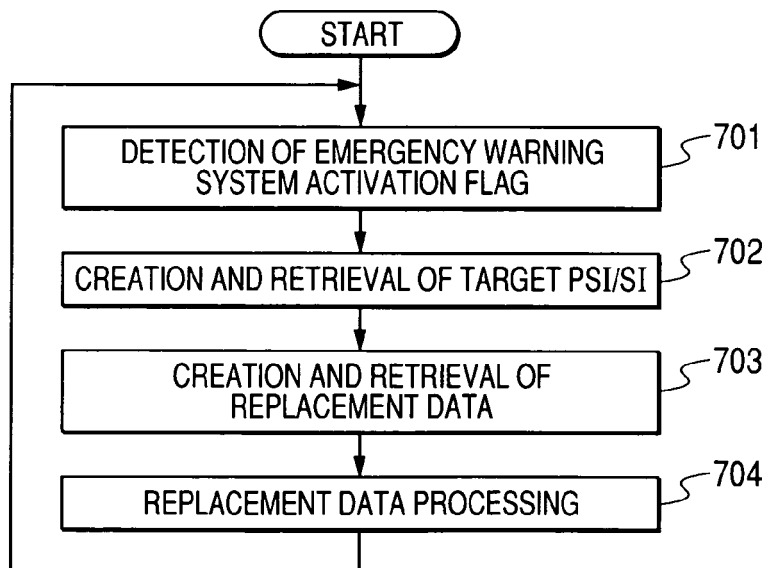 START
DETECTION OF EMERGENCY WARNING
SYSTEM ACTIVATION FLAG
701
CREATION AND RETRIEVAL OF TARGET PSI/SI
702
CREATION AND RETRIEVAL OF
REPLACEMENT DATA
703
REPLACEMENT DATA PROCESSING
704